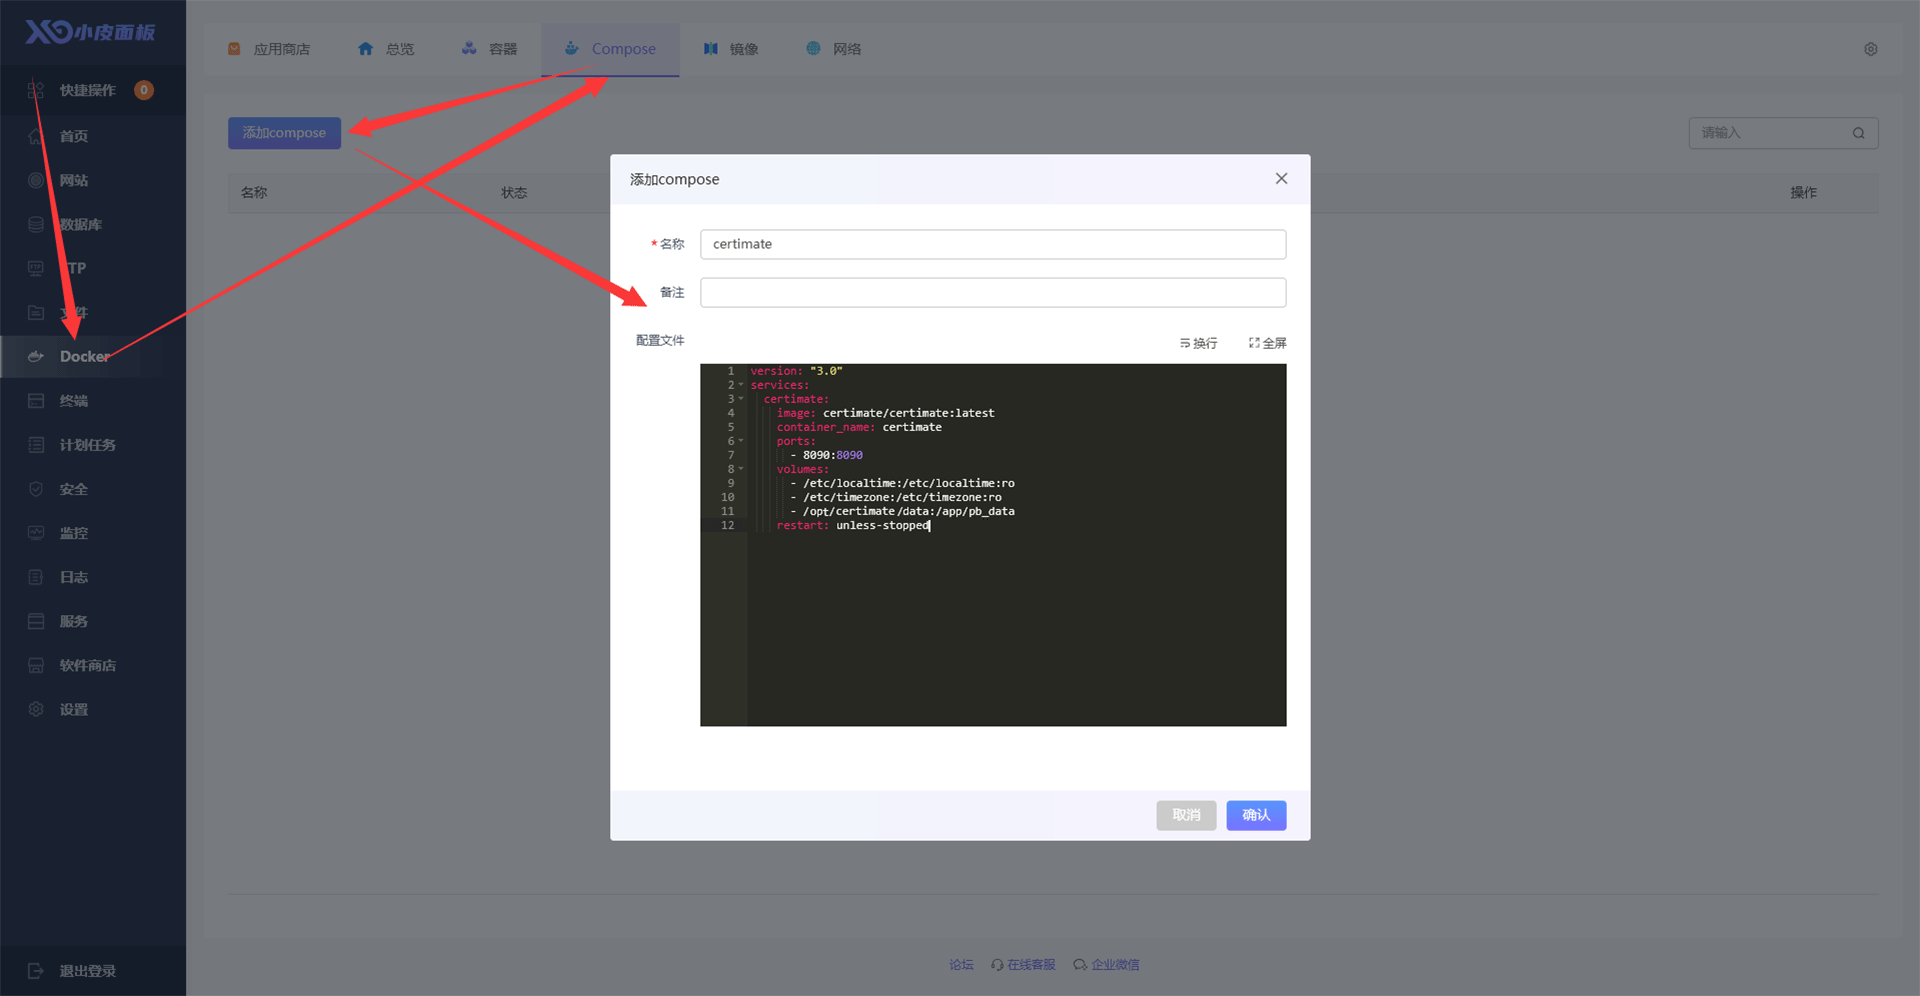 小皮面板
快捷操作 0
首页
网站
数据库
TP
文件
Docker
终端
计划任务
安全
监控
日志
服务
软件商店
设置
退出登录
应用商店 总览 容器 Compose 镜像 网络
添加compose
请输入
名称 状态 操作
添加compose
*名称 certimate
备注
配置文件 换行 全屏
1 version: "3.0"
2 services:
3 certimate:
4 image: certimate/certimate:latest
5 container_name: certimate
6 ports:
7 - 8090:8090
8 volumes:
9 - /etc/localtime:/etc/localtime:ro
10 - /etc/timezone:/etc/timezone:ro
11 - /opt/certimate/data:/app/pb_data
12 restart: unless-stopped
取消 确认
论坛 在线客服 企业微信